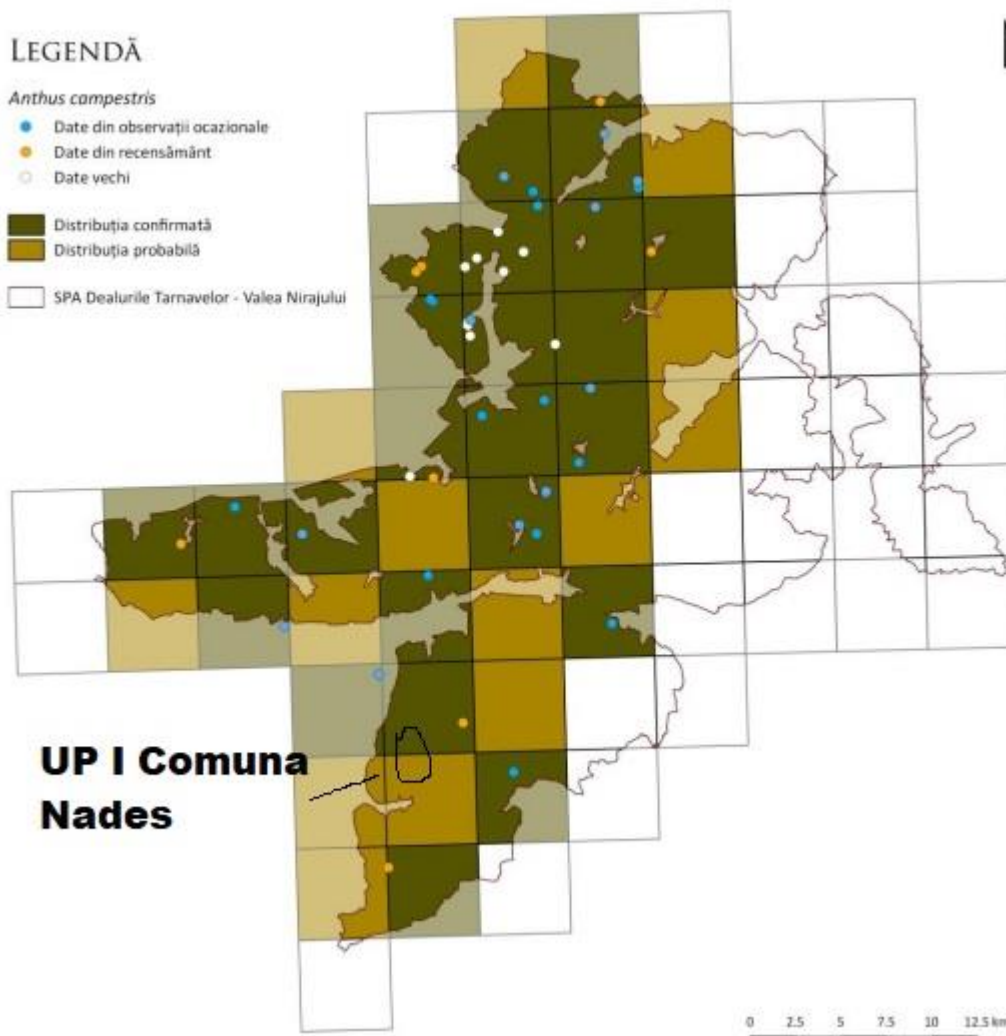 LEGENDĂ
Anthus campestris
Date din observații ocazionale
Date din recensământ
Date vechi
Distribuția confirmată
Distribuția probabilă
SPA Dealurile Tarnavelor - Valea Nirajului
UP I Comuna
Nades
0 2.5 5 7.5 10 12.5 km